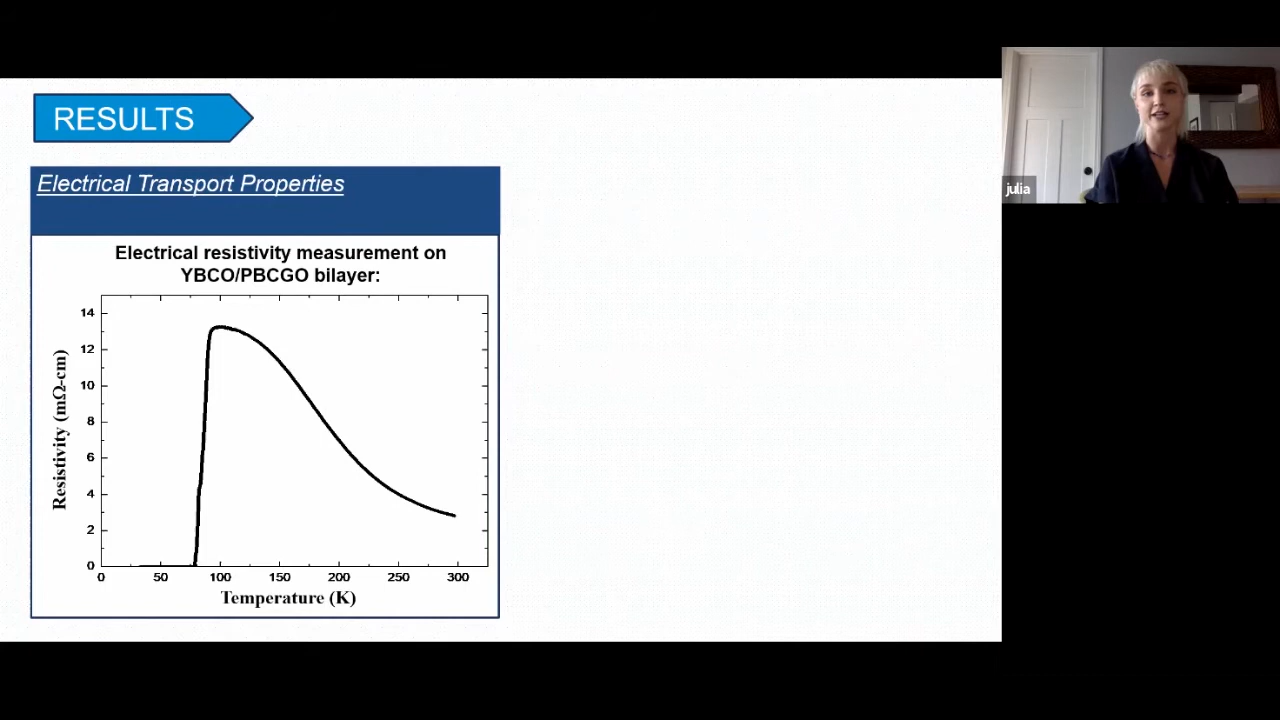 RESULTS
Electrical Transport Properties
Electrical resistivity measurement on
YBCO/PBCGO bilayer:
14
12
10
8
6
4
2
0
Resistivity (mΩ-cm)
0 50 100 150 200 250 300
Temperature (K)
julia